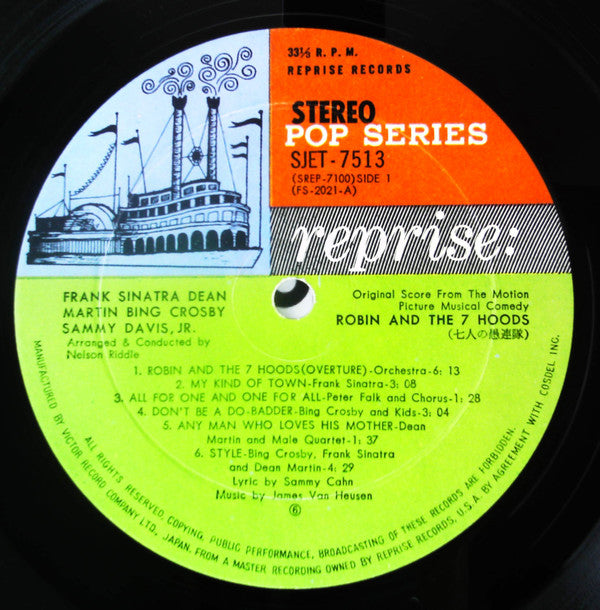 33⅓ R. P. M.
REPRISE RECORDS
STEREO
POP SERIES
SJET-7513
(SREP-7100)SIDE 1
(FS-2021-A)
reprise:
FRANK SINATRA DEAN
MARTIN BING CROSBY
SAMMY DAVIS, JR.
Arranged & Conducted by
Nelson Riddle
Original Score From The Motion
Picture Musical Comedy
ROBIN AND THE 7 HOODS
(七人の愚連隊)
1. ROBIN AND THE 7 HOODS(OVERTURE)-Orchestra-6: 13
2. MY KIND OF TOWN-Frank Sinatra-3: 08
3. ALL FOR ONE AND ONE FOR ALL-Peter Falk and Chorus-1: 28
4. DON'T BE A DO-BADDER-Bing Crosby and Kids-3: 04
5. ANY MAN WHO LOVES HIS MOTHER-Dean
Martin and Male Quartet-1: 37
6. STYLE-Bing Crosby, Frank Sinatra
and Dean Martin-4: 29
Lyric by Sammy Cahn
Music by James Van Heusen
⑥
ALL RIGHTS RESERVED. COPYING, PUBLIC PERFORMANCE, BROADCASTING OF THESE RECORDS ARE FORBIDDEN.
MANUFACTURED BY VICTOR RECORD COMPANY LTD., JAPAN. FROM A MASTER RECORDING OWNED BY REPRISE RECORDS, U.S.A. BY AGREEMENT WITH COSDEL INC.